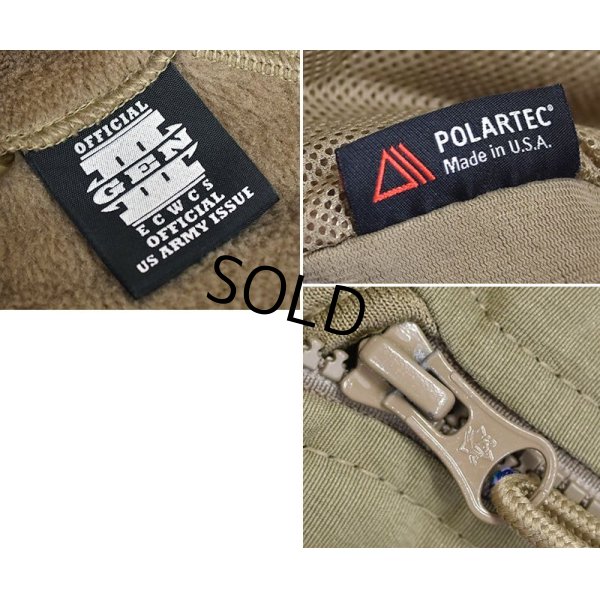 OFFICIAL
GEN III
ECWCS
OFFICIAL
US ARMY ISSUE
POLARTEC®
Made in U.S.A.
SOLD